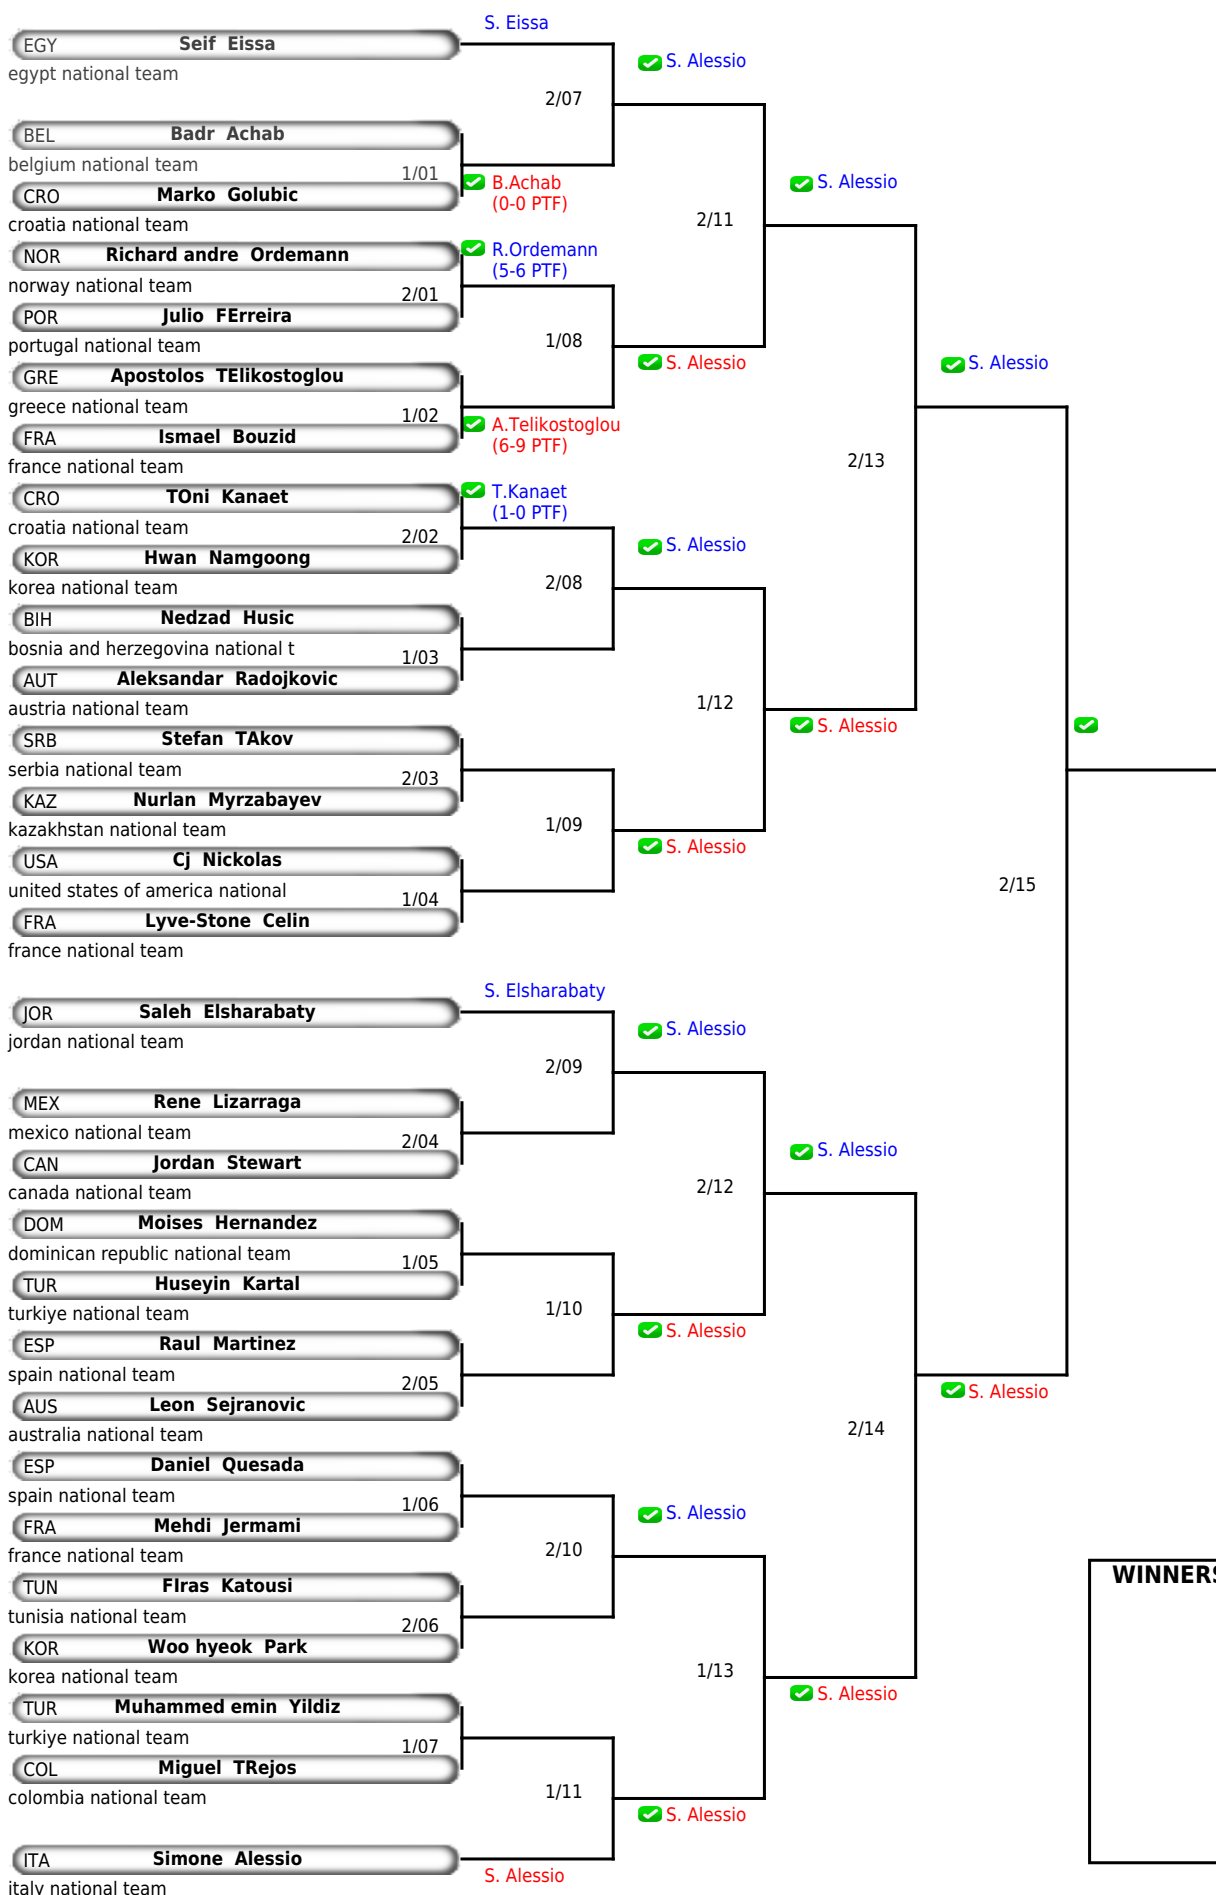 S. Eissa
EGY Seif Eissa
egypt national team
S. Alessio
2/07
BEL Badr Achab
belgium national team
1/01
B.Achab
(0-0 PTF)
S. Alessio
CRO Marko Golubic
croatia national team
2/11
NOR Richard andre Ordemann
R.Ordemann
(5-6 PTF)
norway national team
2/01
POR Julio FErreira
portugal national team
1/08
S. Alessio
S. Alessio
GRE Apostolos TElikostoglou
greece national team
1/02
A.Telikostoglou
(6-9 PTF)
FRA Ismael Bouzid
france national team
2/13
CRO TOni Kanaet
T.Kanaet
(1-0 PTF)
croatia national team
2/02
S. Alessio
KOR Hwan Namgoong
korea national team
2/08
BIH Nedzad Husic
bosnia and herzegovina national t
1/03
AUT Aleksandar Radojkovic
austria national team
1/12
S. Alessio
SRB Stefan TAkov
serbia national team
2/03
KAZ Nurlan Myrzabayev
kazakhstan national team
1/09
S. Alessio
USA Cj Nickolas
united states of america national
1/04
2/15
FRA Lyve-Stone Celin
france national team
S. Elsharabaty
JOR Saleh Elsharabaty
jordan national team
S. Alessio
2/09
MEX Rene Lizarraga
mexico national team
2/04
S. Alessio
CAN Jordan Stewart
canada national team
2/12
DOM Moises Hernandez
dominican republic national team
1/05
TUR Huseyin Kartal
turkiye national team
1/10
S. Alessio
ESP Raul Martinez
spain national team
2/05
S. Alessio
AUS Leon Sejranovic
australia national team
2/14
ESP Daniel Quesada
spain national team
1/06
S. Alessio
FRA Mehdi Jermami
france national team
2/10
TUN FIras Katousi
tunisia national team
2/06
KOR Woo hyeok Park
korea national team
1/13
S. Alessio
TUR Muhammed emin Yildiz
turkiye national team
1/07
COL Miguel TRejos
colombia national team
1/11
S. Alessio
ITA Simone Alessio
S. Alessio
italy national team
WINNERS